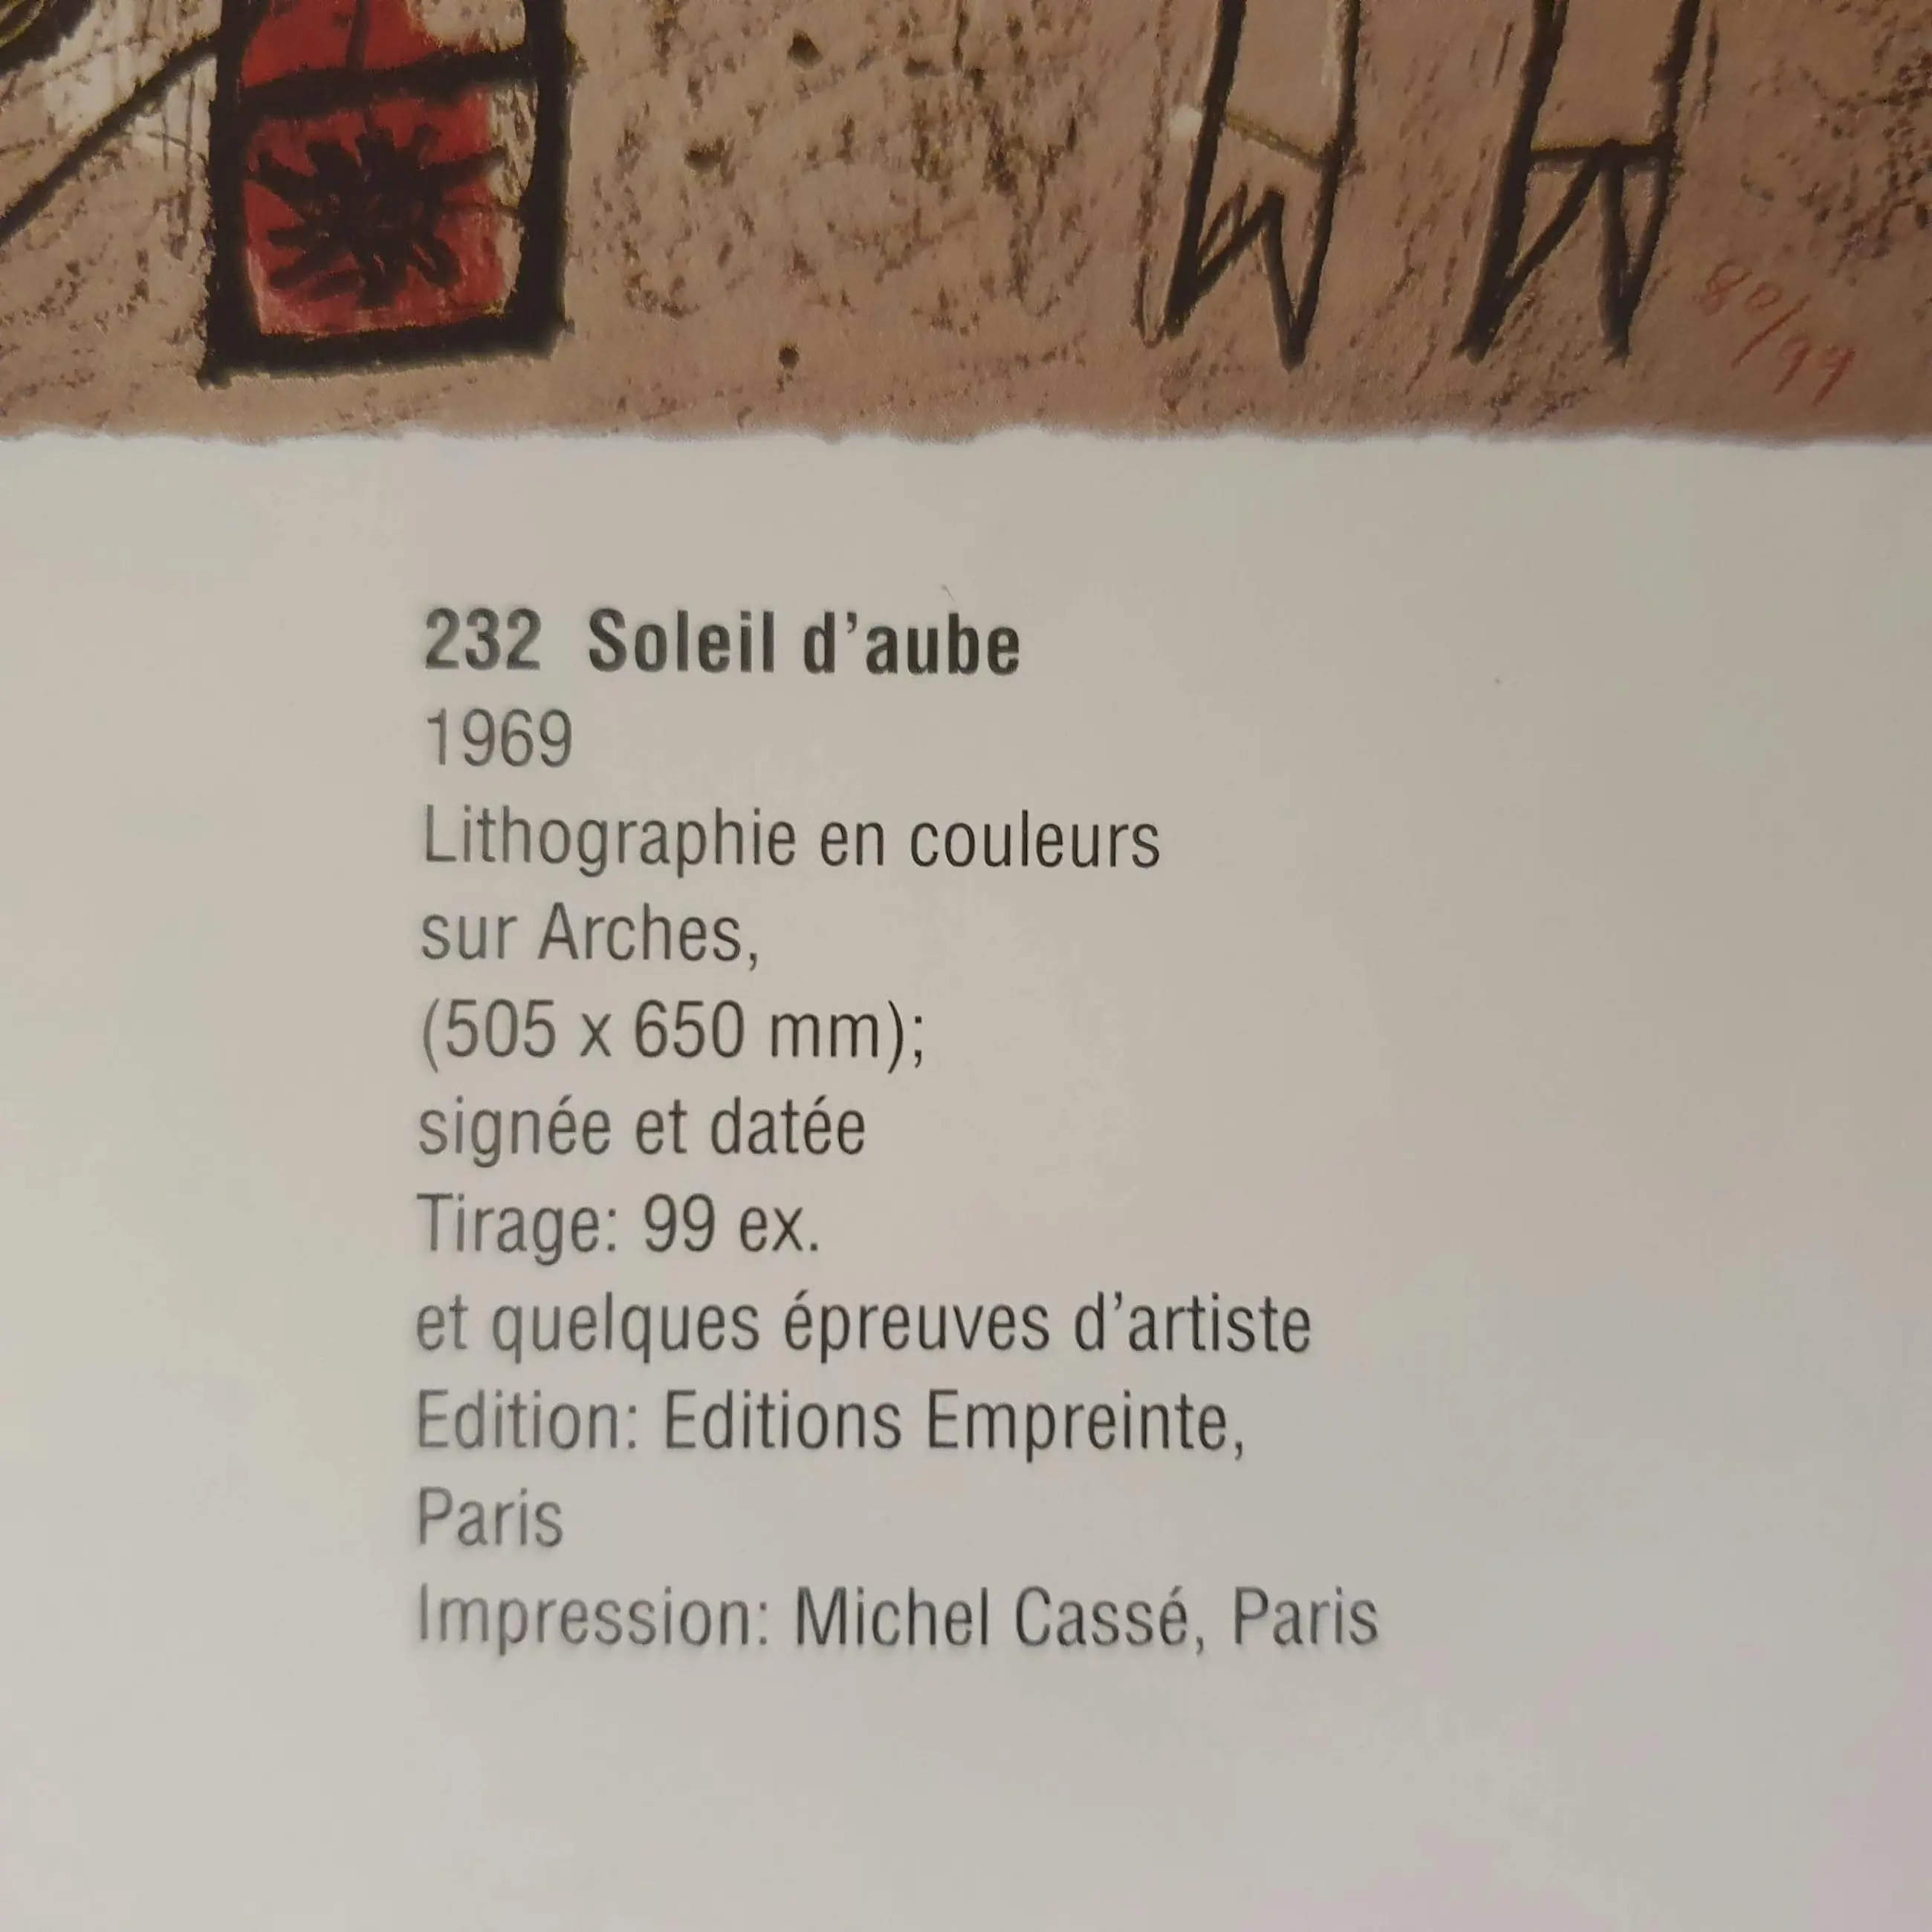 80/99
232 Soleil d'aube
1969
Lithographie en couleurs
sur Arches,
(505 x 650 mm);
signée et datée
Tirage: 99 ex.
et quelques épreuves d'artiste
Edition: Editions Empreinte,
Paris
Impression: Michel Cassé, Paris